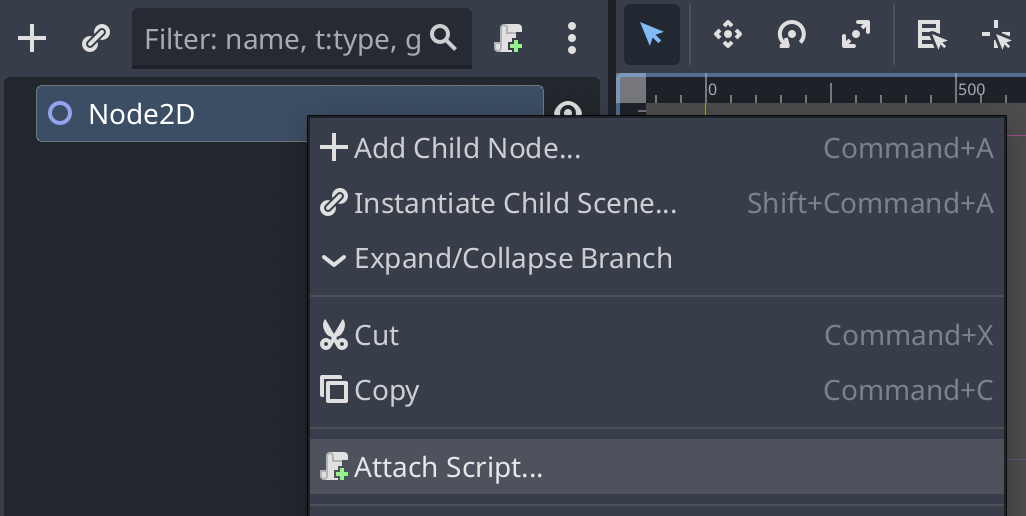 Filter: name, t:type, g
Node2D
0
500
Add Child Node... Command+A
Instantiate Child Scene... Shift+Command+A
Expand/Collapse Branch
Cut Command+X
Copy Command+C
Attach Script...